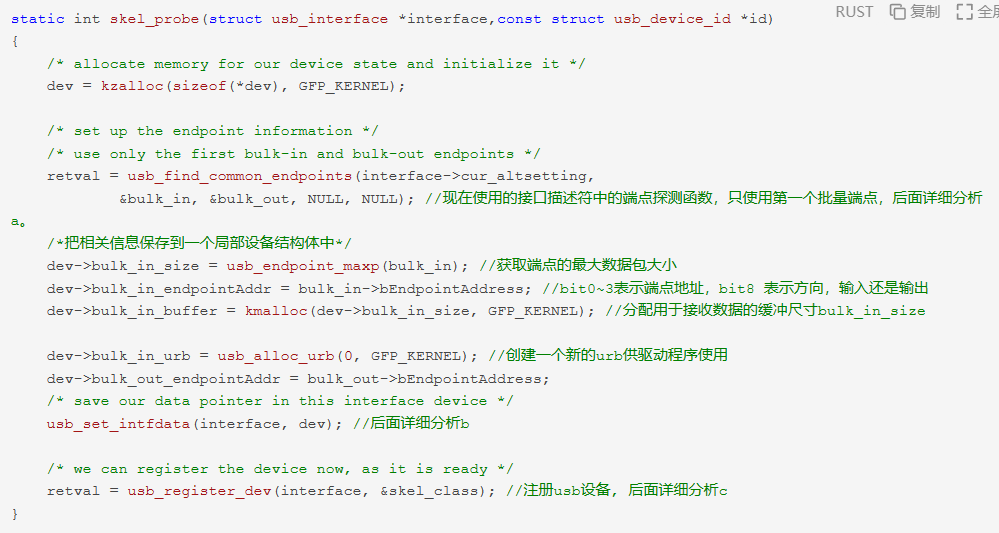 RUST 复制 全屏
static int skel_probe(struct usb_interface *interface,const struct usb_device_id *id)
{
    /* allocate memory for our device state and initialize it */
    dev = kzalloc(sizeof(*dev), GFP_KERNEL);
    /* set up the endpoint information */
    /* use only the first bulk-in and bulk-out endpoints */
    retval = usb_find_common_endpoints(interface->cur_altsetting,
            &bulk_in, &bulk_out, NULL, NULL); //现在使用的接口描述符中的端点探测函数，只使用第一个批量端点，后面详细分析
a。
    /*把相关信息保存到一个局部设备结构体中*/
    dev->bulk_in_size = usb_endpoint_maxp(bulk_in); //获取端点的最大数据包大小
    dev->bulk_in_endpointAddr = bulk_in->bEndpointAddress; //bit0~3表示端点地址，bit8 表示方向，输入还是输出
    dev->bulk_in_buffer = kmalloc(dev->bulk_in_size, GFP_KERNEL); //分配用于接收数据的缓冲尺寸bulk_in_size
    dev->bulk_in_urb = usb_alloc_urb(0, GFP_KERNEL); //创建一个新的urb供驱动程序使用
    dev->bulk_out_endpointAddr = bulk_out->bEndpointAddress;
    /* save our data pointer in this interface device */
    usb_set_intfdata(interface, dev); //后面详细分析b
    /* we can register the device now, as it is ready */
    retval = usb_register_dev(interface, &skel_class); //注册usb设备, 后面详细分析c
}